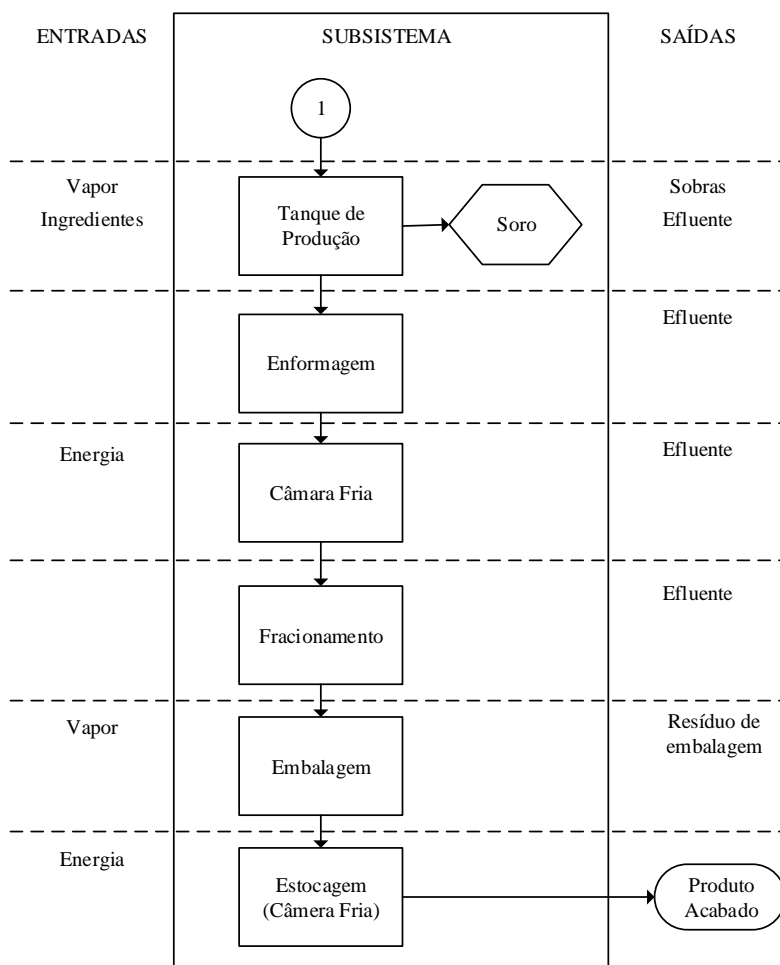 ENTRADAS
SUBSISTEMA
SAÍDAS
1
Vapor
Ingredientes
Tanque de
Produção
Soro
Sobras
Efluente
Enformagem
Efluente
Energia
Câmara Fria
Efluente
Fracionamento
Efluente
Vapor
Embalagem
Resíduo de
embalagem
Energia
Estocagem
(Câmera Fria)
Produto
Acabado